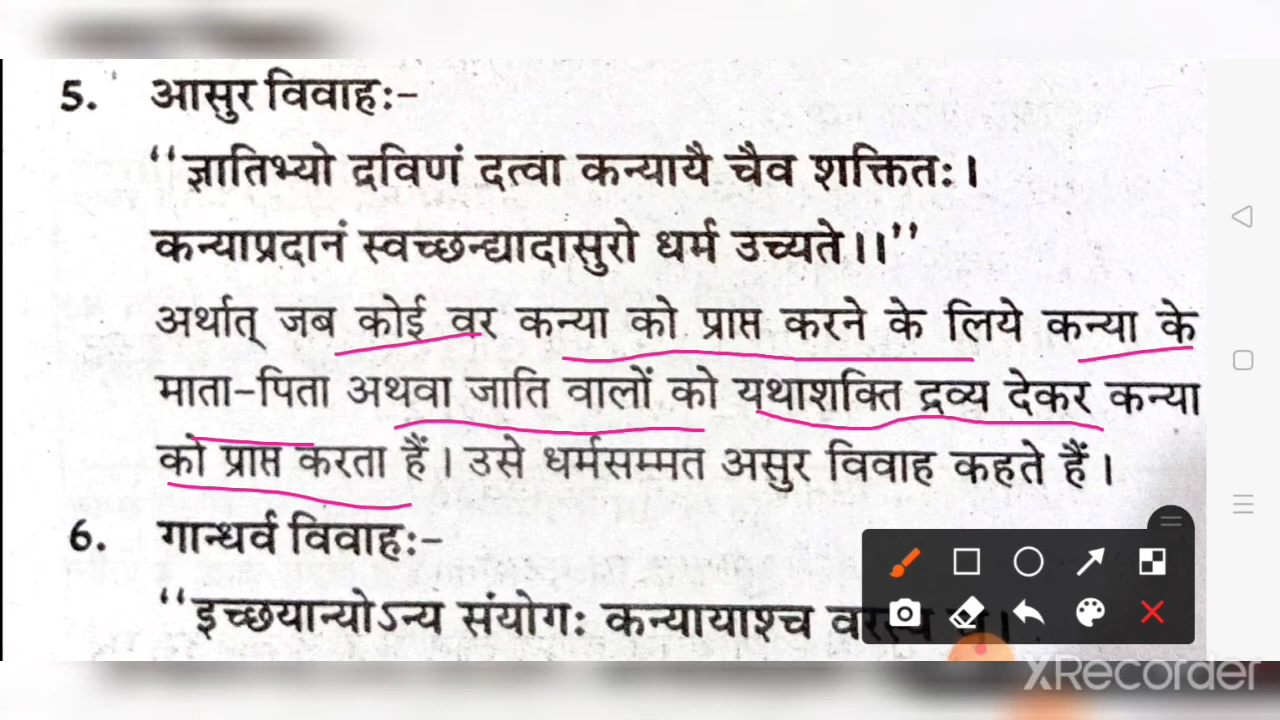 5. आसुर विवाहः-
‘‘ज्ञातिभ्यो द्रविणं दत्वा कन्यायै चैव शक्तितः।
कन्याप्रदानं स्वच्छन्द्यादासुरो धर्म उच्यते।।’’
अर्थात् जब कोई वर कन्या को प्राप्त करने के लिये कन्या के
माता-पिता अथवा जाति वालों को यथाशक्ति द्रव्य देकर कन्या
को प्राप्त करता हैं। उसे धर्मसम्मत असुर विवाह कहते हैं।
6. गान्धर्व विवाहः-
‘‘इच्छयान्योऽन्य संयोगः कन्यायाश्च
XRecorder